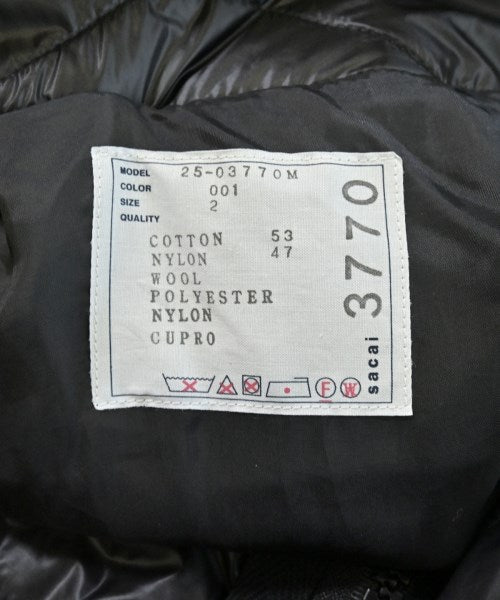 MODEL 25-03770M
COLOR 001
SIZE 2
QUALITY
COTTON 53
NYLON 47
WOOL
POLYESTER
NYLON
CUPRO
F W
sacai 3770